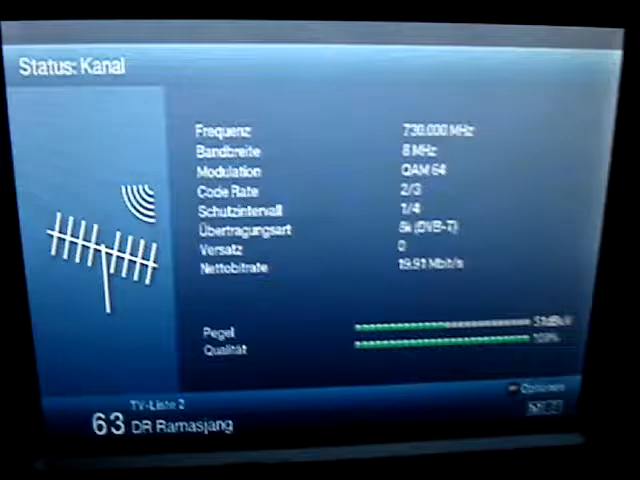 Status: Kanal
Frequenz 730.000 MHz
Bandbreite 8 MHz
Modulation QAM 64
Code Rate 2/3
Schutzintervall 1/4
Übertragungsart 8k (DVB-T)
Versatz 0
Nettobitrate 19.91 Mbit/s
Pegel
Qualität 100%
Optionen
TV-Liste 2
63 DR Ramasjang